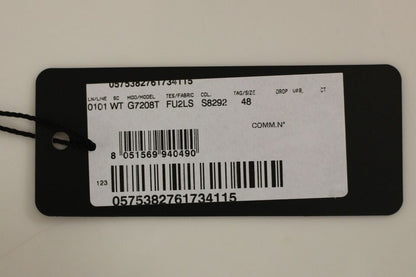 0575382761734115
LN/LINE SC MOD/MODEL TES/FABRIC COL. TAG/SIZE DROP VAR. CT
0101 WT G7208T FU2LS S8292 48
COMM.N°
8 051569 940490
123
0575382761734115